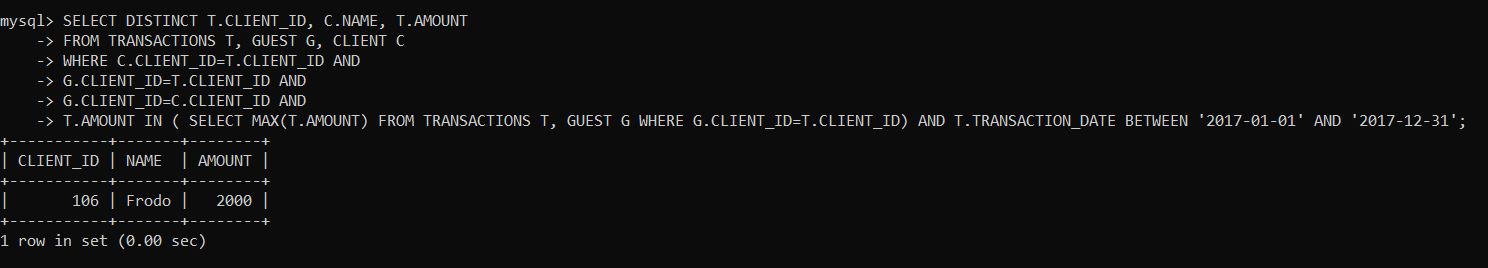 mysql> SELECT DISTINCT T.CLIENT_ID, C.NAME, T.AMOUNT
    -> FROM TRANSACTIONS T, GUEST G, CLIENT C
    -> WHERE C.CLIENT_ID=T.CLIENT_ID AND
    -> G.CLIENT_ID=T.CLIENT_ID AND
    -> G.CLIENT_ID=C.CLIENT_ID AND
    -> T.AMOUNT IN ( SELECT MAX(T.AMOUNT) FROM TRANSACTIONS T, GUEST G WHERE G.CLIENT_ID=T.CLIENT_ID) AND T.TRANSACTION_DATE BETWEEN '2017-01-01' AND '2017-12-31';
+-----------+-------+--------+
| CLIENT_ID | NAME  | AMOUNT |
+-----------+-------+--------+
|       106 | Frodo |   2000 |
+-----------+-------+--------+
1 row in set (0.00 sec)